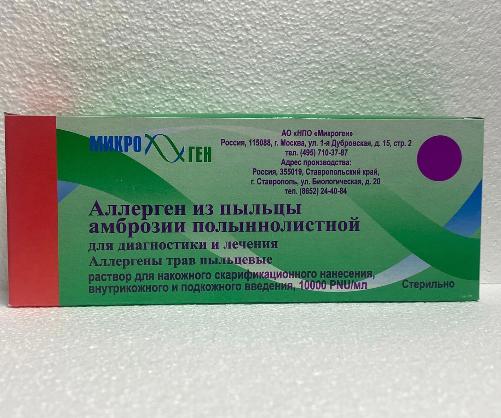 МИКРО ГЕН
АО «НПО «Микроген»
Россия, 115088, г. Москва, ул. 1-я Дубровская, д. 15, стр. 2
тел. (495) 710-37-87
Адрес производства:
Россия, 355019, Ставропольский край,
г. Ставрополь, ул. Биологическая, д. 20
тел. (8652) 24-40-84
Аллерген из пыльцы
амброзии полыннолистной
для диагностики и лечения
Аллергены трав пыльцевые
раствор для накожного скарификационного нанесения,
внутрикожного и подкожного введения, 10000 PNU/мл
Стерильно